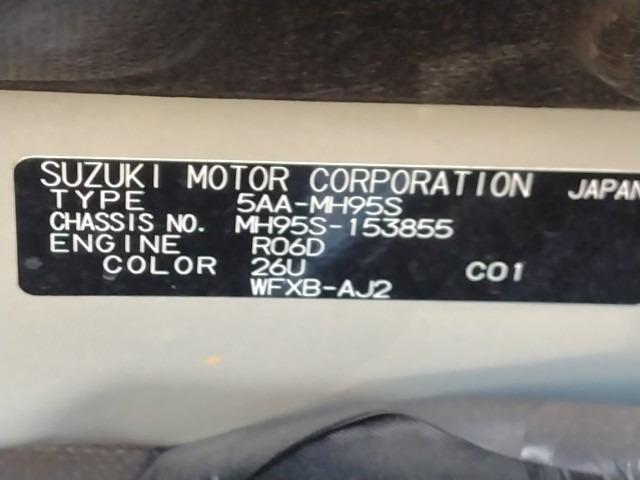 SUZUKI MOTOR CORPORATION JAPAN
TYPE 5AA-MH95S
CHASSIS NO. MH95S-153855
ENGINE R06D
COLOR 26U C01
WFXB-AJ2